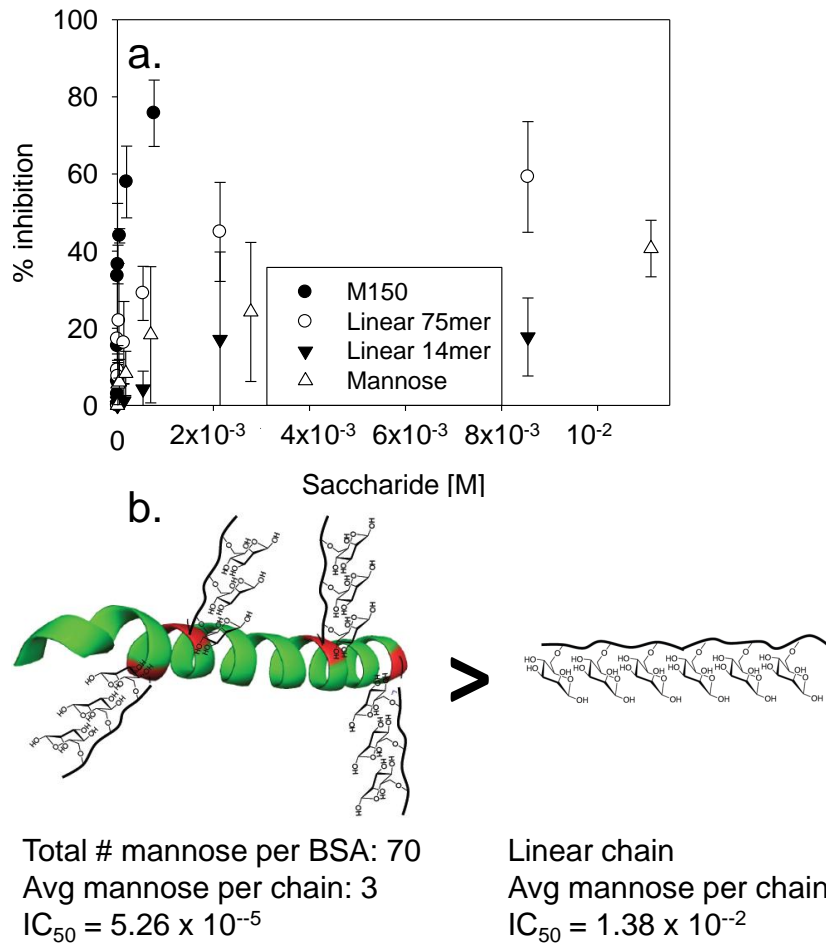 a.
100
80
60
40
20
0
% inhibition
M150
Linear 75mer
Linear 14mer
Mannose
0
2x10⁻³
4x10⁻³
6x10⁻³
8x10⁻³
10⁻²
Saccharide [M]
b.
>
Total # mannose per BSA: 70
Avg mannose per chain: 3
IC₅₀ = 5.26 x 10⁻⁻⁵
Linear chain
Avg mannose per chain
IC₅₀ = 1.38 x 10⁻⁻²